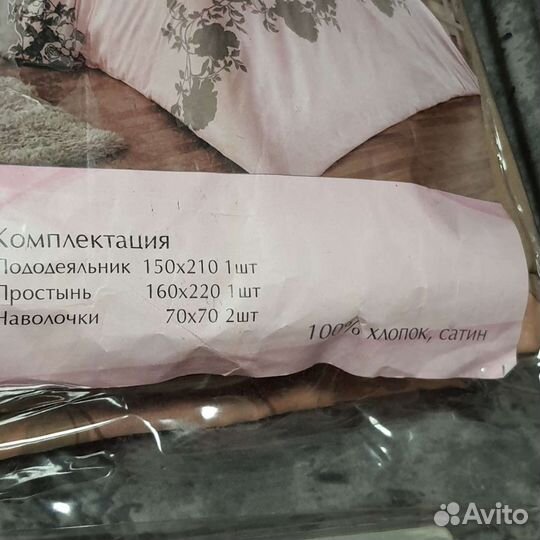 Комплектация
Пододеяльник 150x210 1шт
Простынь 160x220 1шт
Наволочки 70x70 2шт
100% хлопок, сатин
Avito